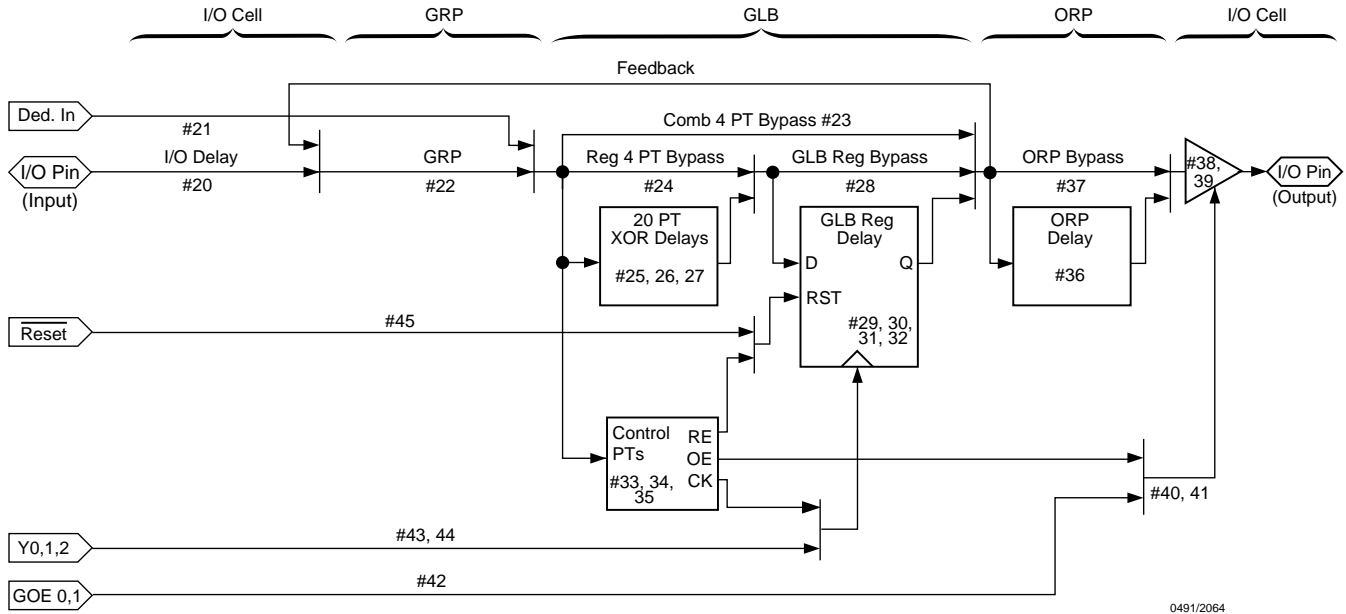 I/O Cell
GRP
GLB
ORP
I/O Cell
Feedback
Ded. In
#21
Comb 4 PT Bypass #23
I/O Pin
(Input)
I/O Delay
#20
GRP
#22
Reg 4 PT Bypass
#24
GLB Reg Bypass
#28
ORP Bypass
#37
#38,
39
I/O Pin
(Output)
20 PT
XOR Delays
#25, 26, 27
GLB Reg
Delay
D
Q
RST
#29, 30,
31, 32
ORP
Delay
#36
Reset
#45
Control
PTs
#33, 34,
35
RE
OE
CK
#40, 41
Y0,1,2
#43, 44
GOE 0,1
#42
0491/2064